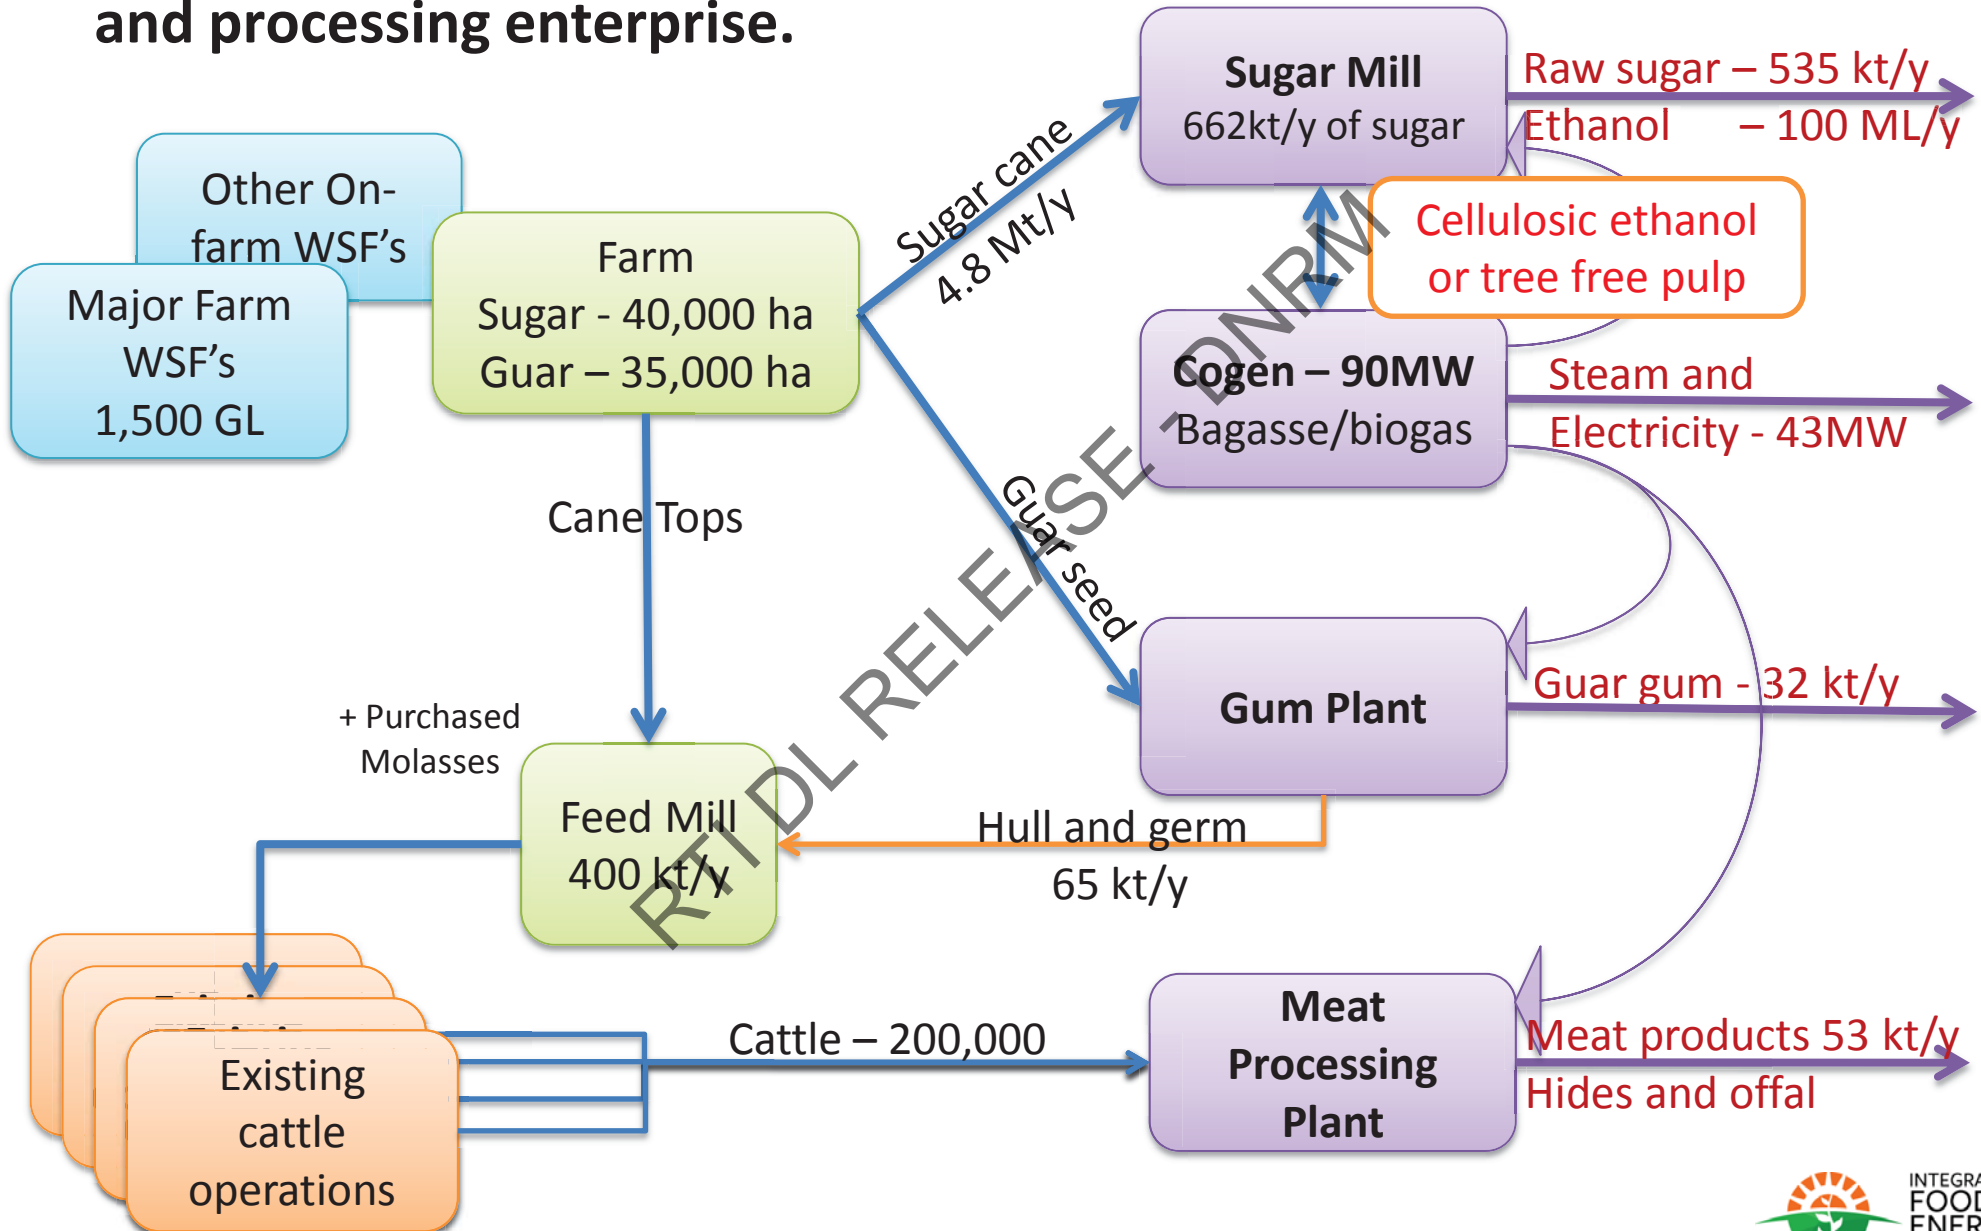 and processing enterprise.
Other On-
farm WSF's
Major Farm
WSF's
1,500 GL
Farm
Sugar - 40,000 ha
Guar – 35,000 ha
Sugar cane
4.8 Mt/y
Sugar Mill
662kt/y of sugar
Raw sugar – 535 kt/y
Ethanol – 100 ML/y
Cellulosic ethanol
or tree free pulp
Cogen – 90MW
Bagasse/biogas
Steam and
Electricity - 43MW
Cane Tops
Guar seed
Gum Plant
Guar gum - 32 kt/y
+ Purchased
Molasses
Feed Mill
400 kt/y
Hull and germ
65 kt/y
Existing
cattle
operations
Cattle – 200,000
Meat
Processing
Plant
Meat products 53 kt/y
Hides and offal
RTI DL RELEASE - DNRM
FOOD